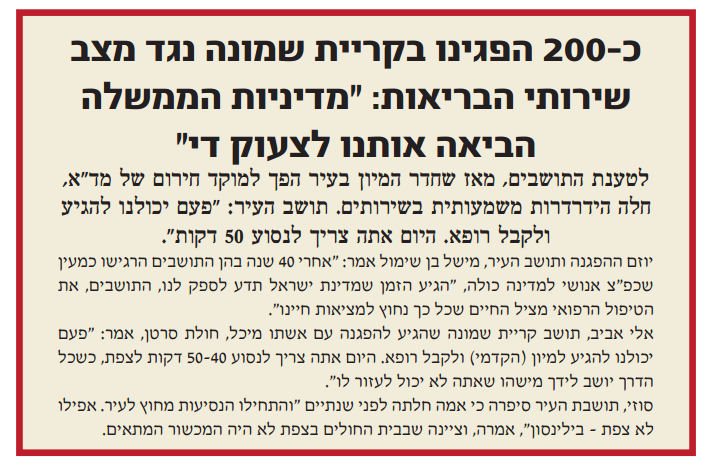 כ-200 הפגינו בקריית שמונה נגד מצב
שירותי הבריאות: "מדיניות הממשלה
הביאה אותנו לצעוק די"
לטענת התושבים, מאז שחדר המיון בעיר הפך למוקד חירום של מד"א,
חלה הידרדרות משמעותית בשירותים. תושב העיר: "פעם יכולנו להגיע
ולקבל רופא. היום אתה צריך לנסוע 50 דקות".
יוזם ההפגנה ותושב העיר, מישל בן שימול אמר: "אחרי 40 שנה בהן התושבים הרגישו כמעין
שכפ"צ אנושי למדינה כולה, "הגיע הזמן שמדינת ישראל תדע לספק לנו, התושבים, את
הטיפול הרפואי מציל החיים שכל כך נחוץ למציאות חיינו".
אלי אביב, תושב קריית שמונה שהגיע להפגנה עם אשתו מיכל, חולת סרטן, אמר: "פעם
יכולנו להגיע למיון (הקדמי) ולקבל רופא. היום אתה צריך לנסוע 50-40 דקות לצפת, כשכל
הדרך יושב לידך מישהו שאתה לא יכול לעזור לו".
סוזי, תושבת העיר סיפרה כי אמה חלתה לפני שנתיים "והתחילו הנסיעות מחוץ לעיר. אפילו
לא צפת - בילינסון", אמרה, וציינה שבבית החולים בצפת לא היה המכשור המתאים.